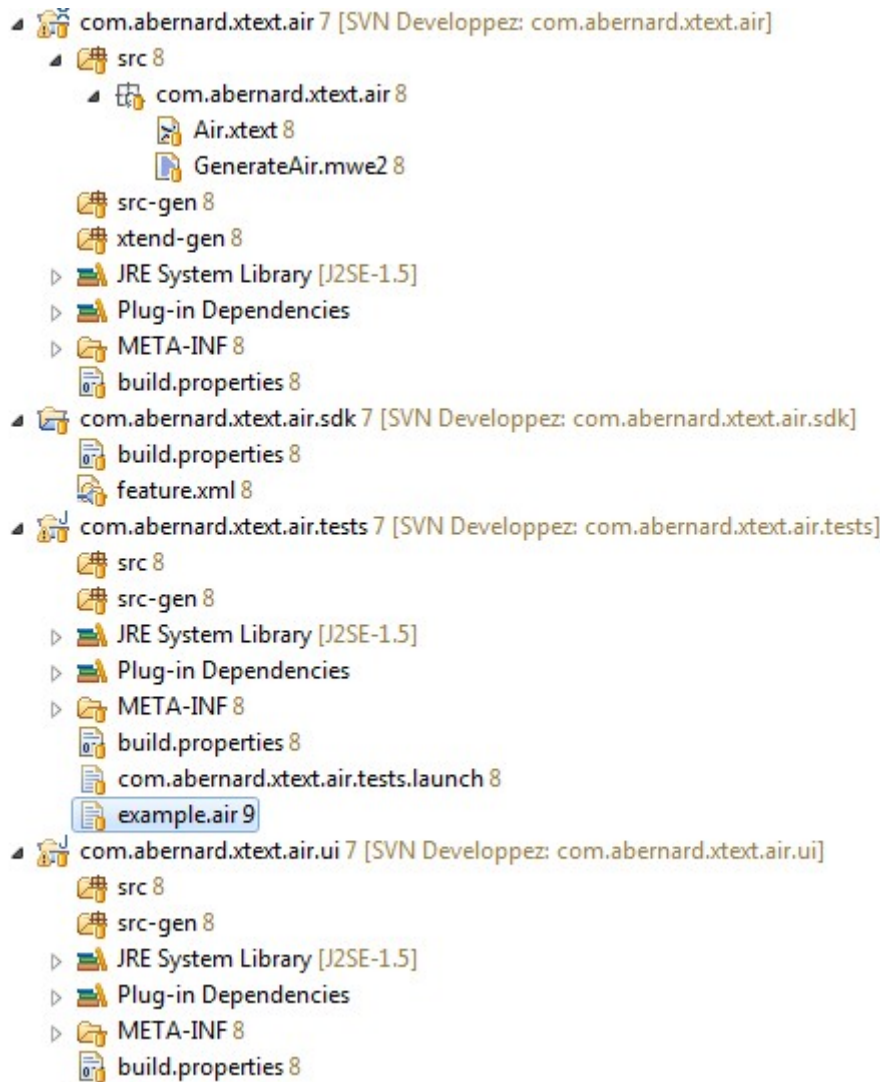 com.abernard.xtext.air 7 [SVN Developpez: com.abernard.xtext.air]
src 8
com.abernard.xtext.air 8
Air.xtext 8
GenerateAir.mwe2 8
src-gen 8
xtend-gen 8
JRE System Library [J2SE-1.5]
Plug-in Dependencies
META-INF 8
build.properties 8
com.abernard.xtext.air.sdk 7 [SVN Developpez: com.abernard.xtext.air.sdk]
build.properties 8
feature.xml 8
com.abernard.xtext.air.tests 7 [SVN Developpez: com.abernard.xtext.air.tests]
src 8
src-gen 8
JRE System Library [J2SE-1.5]
Plug-in Dependencies
META-INF 8
build.properties 8
com.abernard.xtext.air.tests.launch 8
example.air 9
com.abernard.xtext.air.ui 7 [SVN Developpez: com.abernard.xtext.air.ui]
src 8
src-gen 8
JRE System Library [J2SE-1.5]
Plug-in Dependencies
META-INF 8
build.properties 8